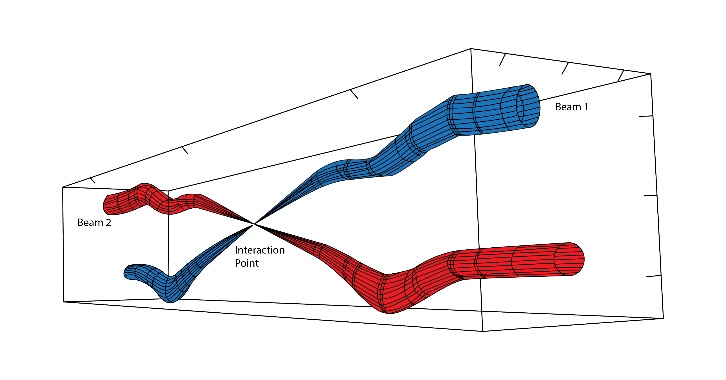 Beam 1
Beam 2
Interaction
Point